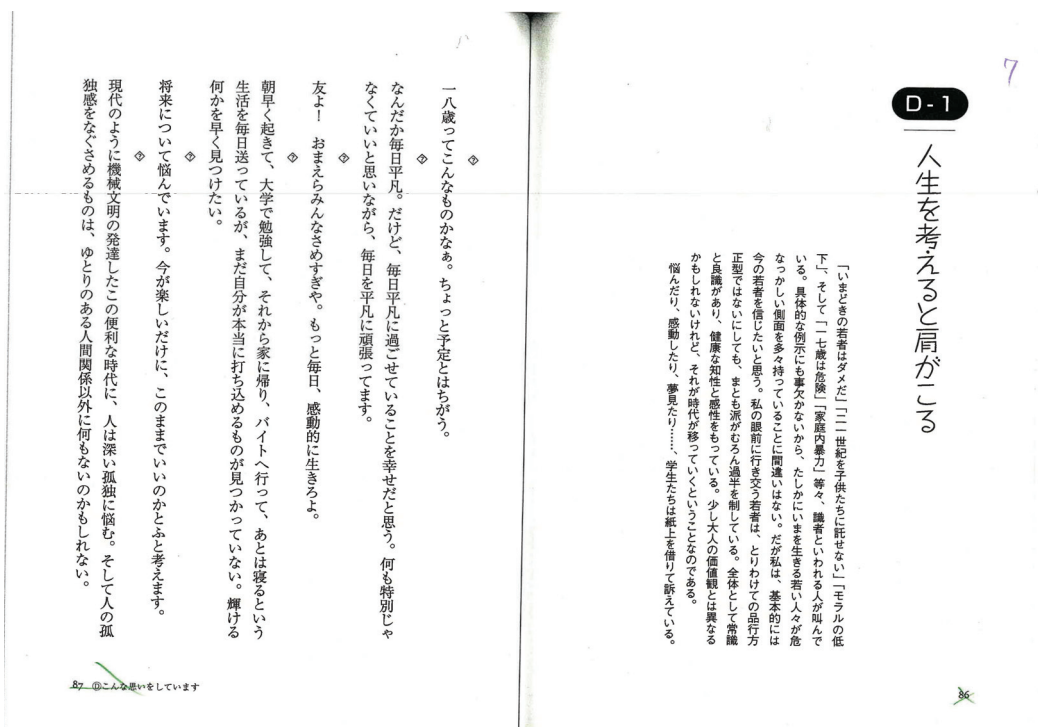 7
D-1
人生を考えると肩がこる
「いまどきの若者はダメだ」「二一世紀を子供たちに託せない」「モラルの低
下」、そして「一七歳は危険」「家庭内暴力」等々、識者といわれる人が叫んで
いる。具体的な例示にも事欠かないから、たしかにいまを生きる若い人々が危
なっかしい側面を多々持っていることに間違いはない。だが私は、基本的には
今の若者を信じたいと思う。私の眼前に行き交う若者は、とりわけての品行方
正型ではないにしても、まとも派がむろん過半を制している。全体として常識
と良識があり、健康な知性と感性をもっている。少し大人の価値観とは異なる
かもしれないけれど、それが時代が移っていくということなのである。
悩んだり、感動したり、夢見たり……、学生たちは紙上を借りて訴えている。
86
一八歳ってこんなものかなぁ。ちょっと予定とはちがう。
なんだか毎日平凡。だけど、毎日平凡に過ごせていることを幸せだと思う。何も特別じゃ
なくていいと思いながら、毎日を平凡に頑張ってます。
友よ！　おまえらみんなさめすぎや。もっと毎日、感動的に生きろよ。
朝早く起きて、大学で勉強して、それから家に帰り、バイトへ行って、あとは寝るという
生活を毎日送っているが、まだ自分が本当に打ち込めるものが見つかっていない。輝ける
何かを早く見つけたい。
将来について悩んでいます。今が楽しいだけに、このままでいいのかとふと考えます。
現代のように機械文明の発達したこの便利な時代に、人は深い孤独に悩む。そして人の孤
独感をなぐさめるものは、ゆとりのある人間関係以外に何もないのかもしれない。
87 Ⓓこんな思いをしています